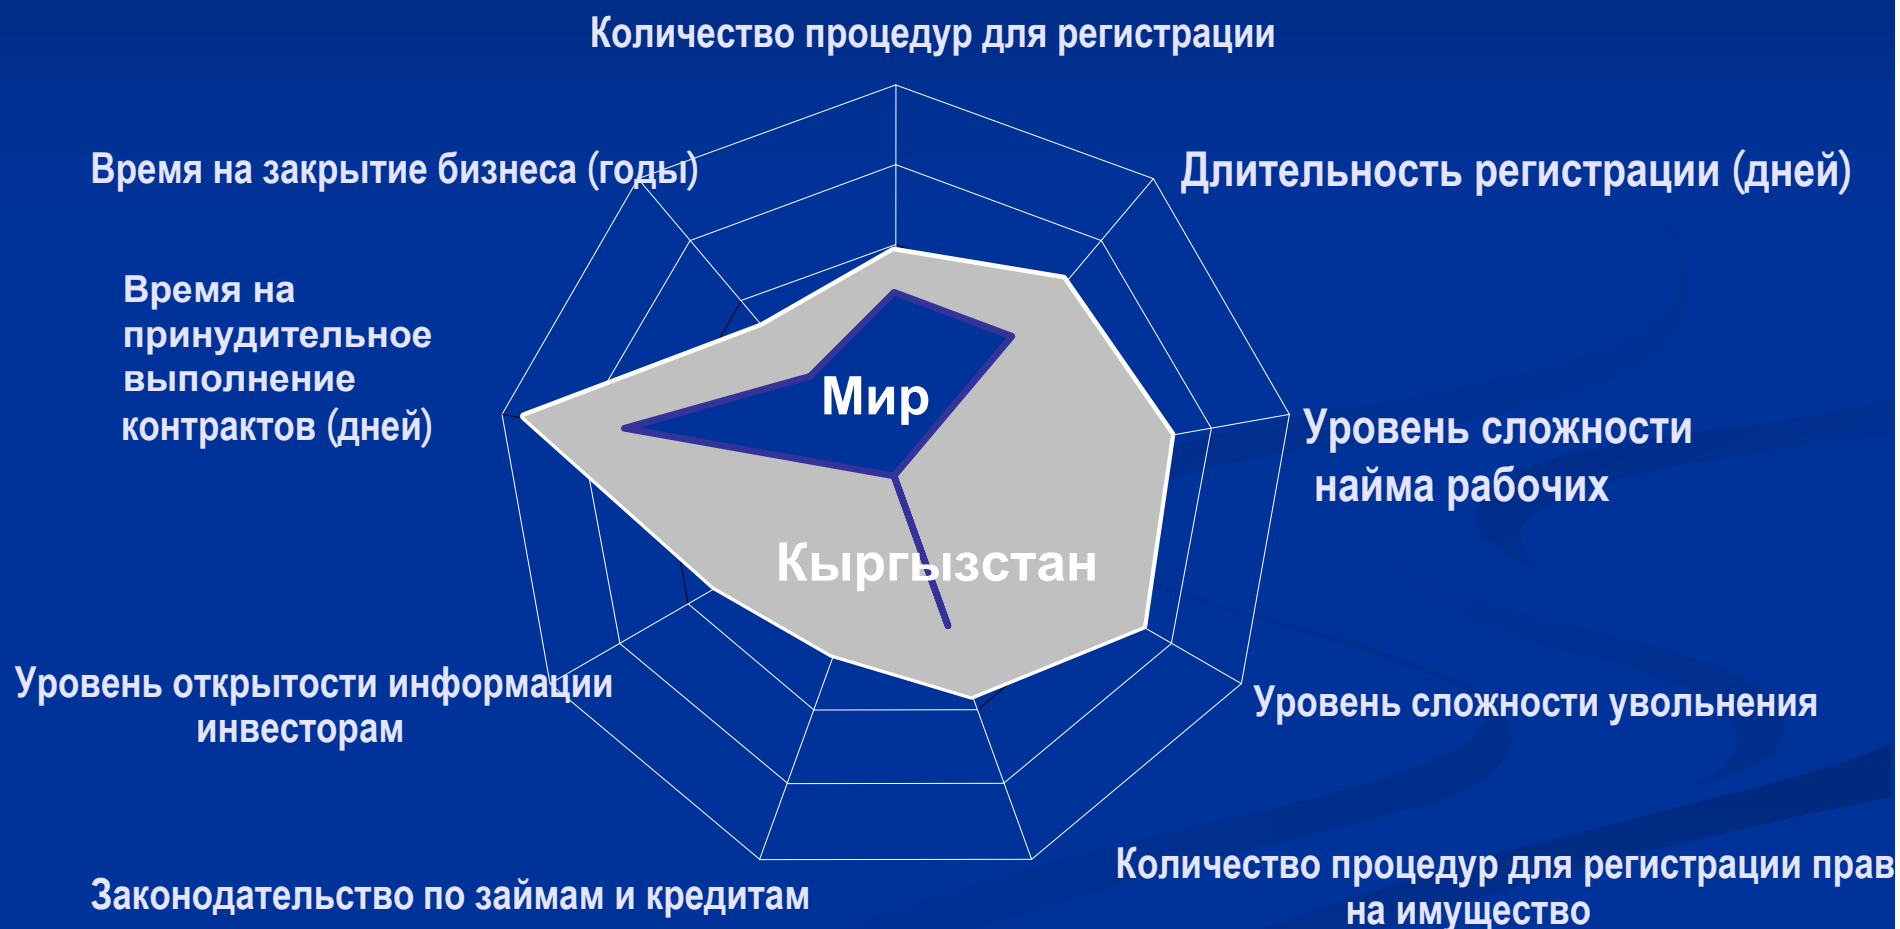 Количество процедур для регистрации
Время на закрытие бизнеса (годы)
Длительность регистрации (дней)
Время на
принудительное
выполнение
контрактов (дней)
Мир
Уровень сложности
найма рабочих
Кыргызстан
Уровень открытости информации
инвесторам
Уровень сложности увольнения
Законодательство по займам и кредитам
Количество процедур для регистрации прав
на имущество